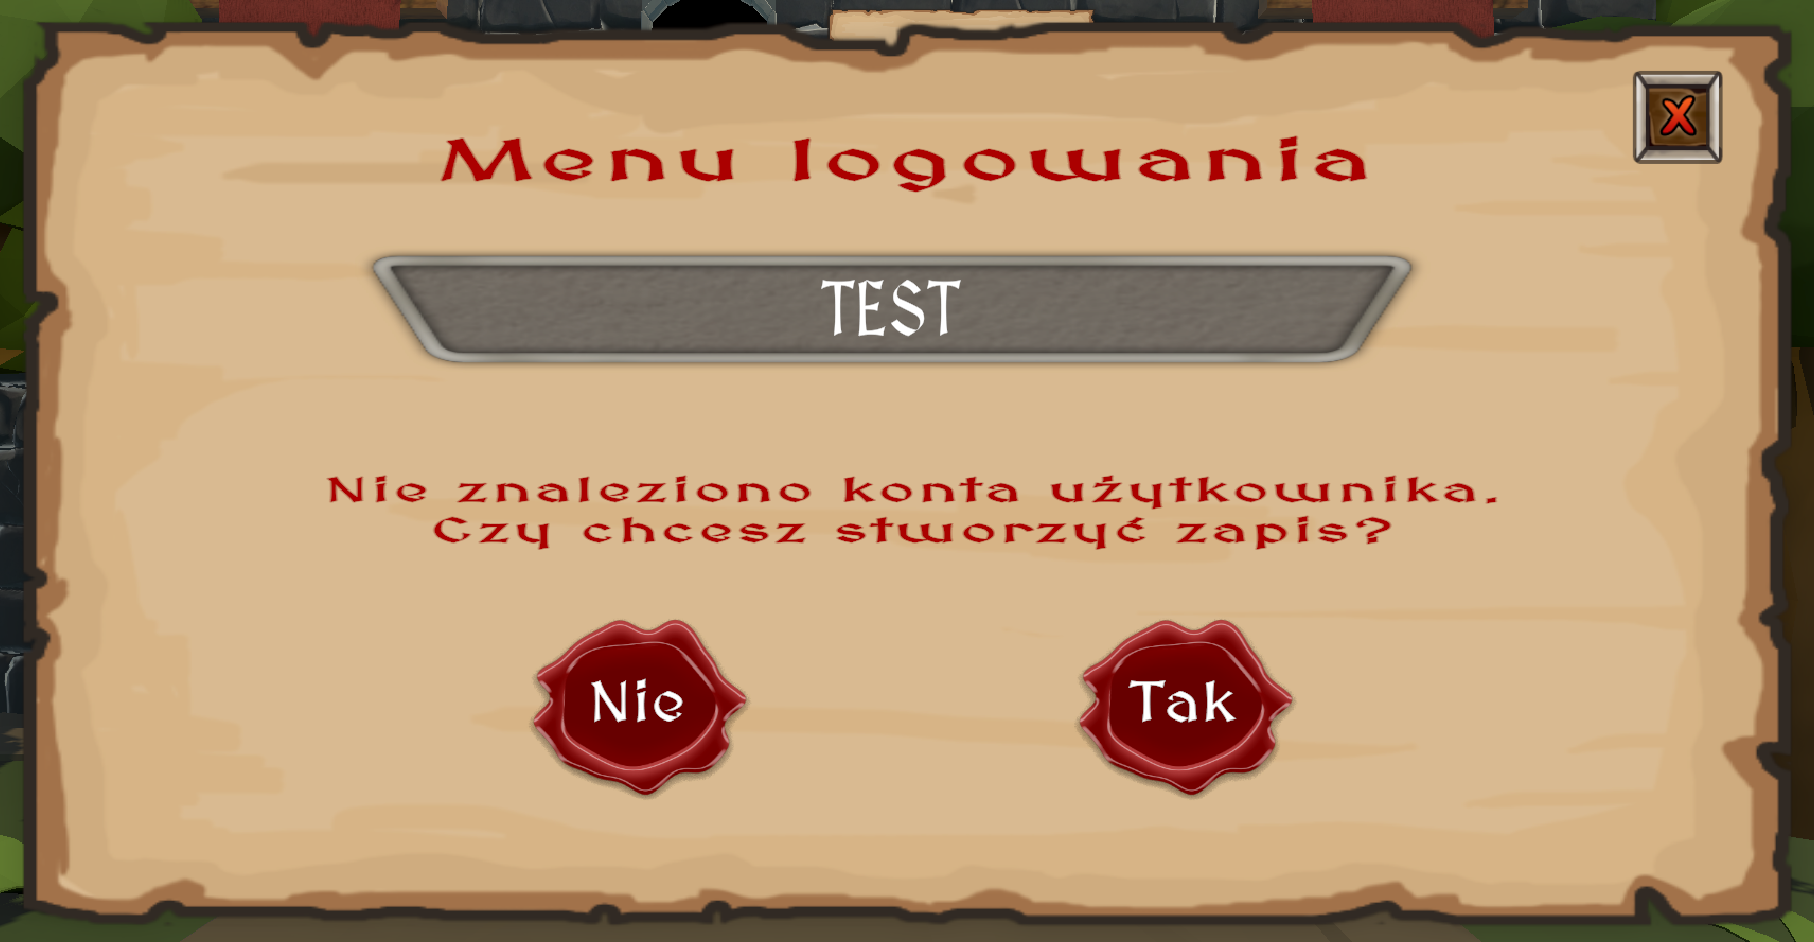 Menu logowania
TEST
Nie znaleziono konta użytkownika.
Czy chcesz stworzyć zapis?
Nie
Tak